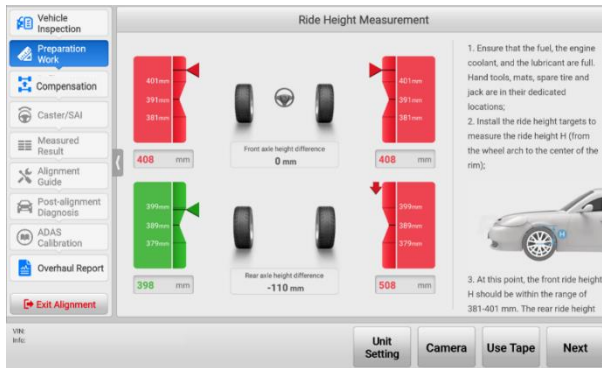 Vehicle
Inspection
Preparation
Work
Compensation
Caster/SAI
Measured
Result
Alignment
Guide
Post-alignment
Diagnosis
ADAS
Calibration
Overhaul Report
Exit Alignment
Ride Height Measurement
401mm
391mm
381mm
408 mm
Front axle height difference
0 mm
401mm
391mm
381mm
408 mm
399mm
389mm
379mm
398 mm
Rear axle height difference
-110 mm
399mm
389mm
379mm
508 mm
1. Ensure that the fuel, the engine
coolant, and the lubricant are full.
Hand tools, mats, spare tire and
jack are in their dedicated
locations;
2. Install the ride height targets to
measure the ride height H (from
the wheel arch to the center of the
rim);
H
3. At this point, the front ride height
H should be within the range of
381-401 mm. The rear ride height
VIN:
Info:
Unit
Setting
Camera
Use Tape
Next